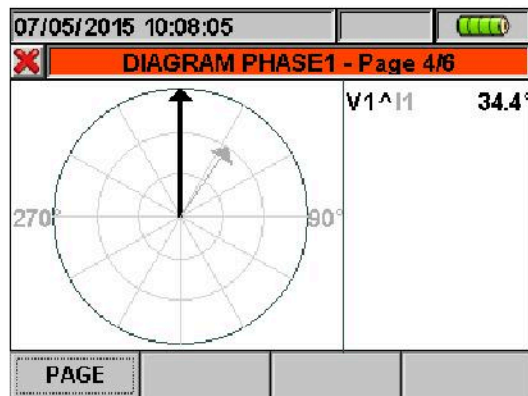 07/05/2015 10:08:05
DIAGRAM PHASE1 - Page 4/6
V1^I1 34.4°
270° 90°
PAGE